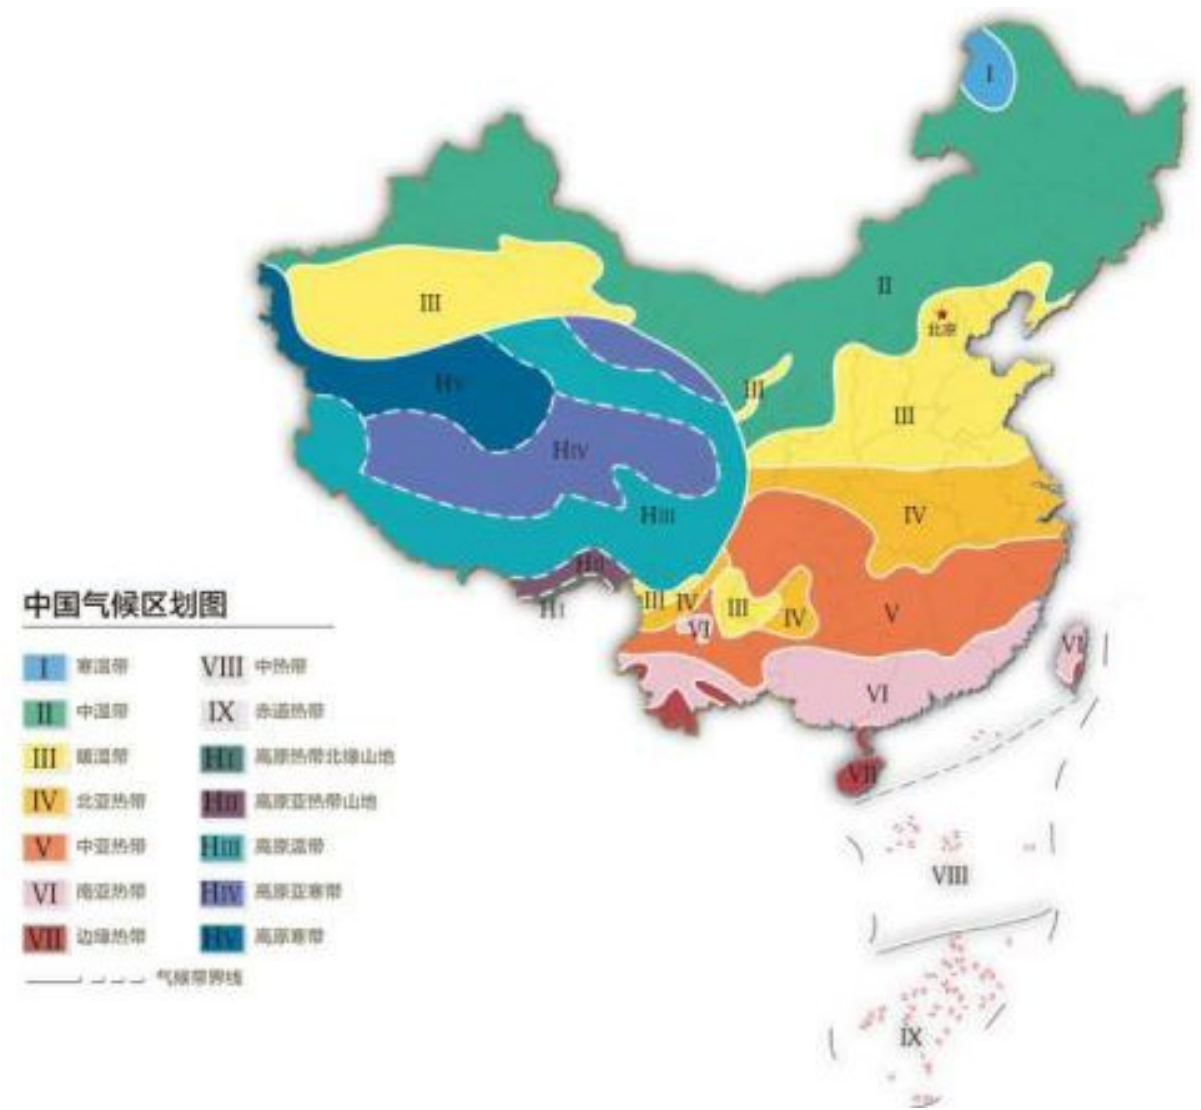 I
II
III
北京
HV
III
III
HIV
HIII
IV
HII
HI
III
IV
III
IV
V
VI
VI
VI
VII
VIII
IX
中国气候区划图
I 寒温带
VIII 中热带
II 中温带
IX 赤道热带
III 暖温带
HI 高原热带北缘山地
IV 北亚热带
HII 高原亚热带山地
V 中亚热带
HIII 高原温带
VI 南亚热带
HIV 高原亚寒带
VII 边缘热带
HV 高原寒带
气候带界线